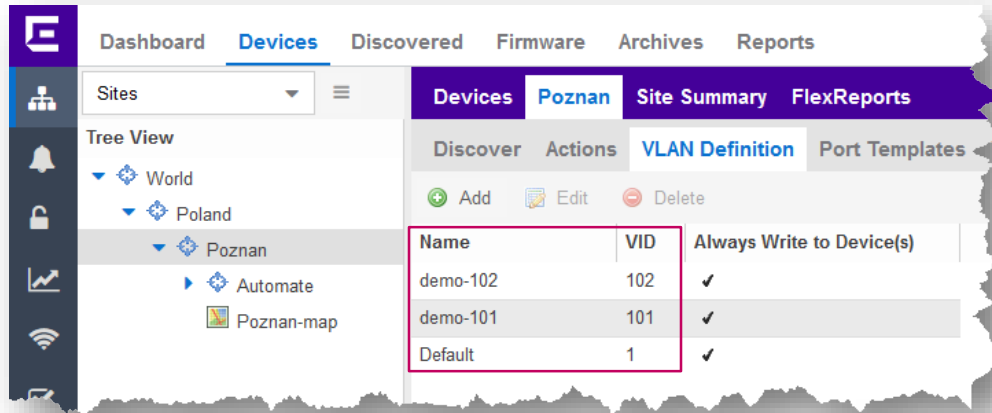 Dashboard Devices Discovered Firmware Archives Reports
Sites
Devices Poznan Site Summary FlexReports
Tree View
Discover Actions VLAN Definition Port Templates
World
Add Edit Delete
Poland
Poznan
Name VID Always Write to Device(s)
Automate
demo-102 102
Poznan-map
demo-101 101
Default 1